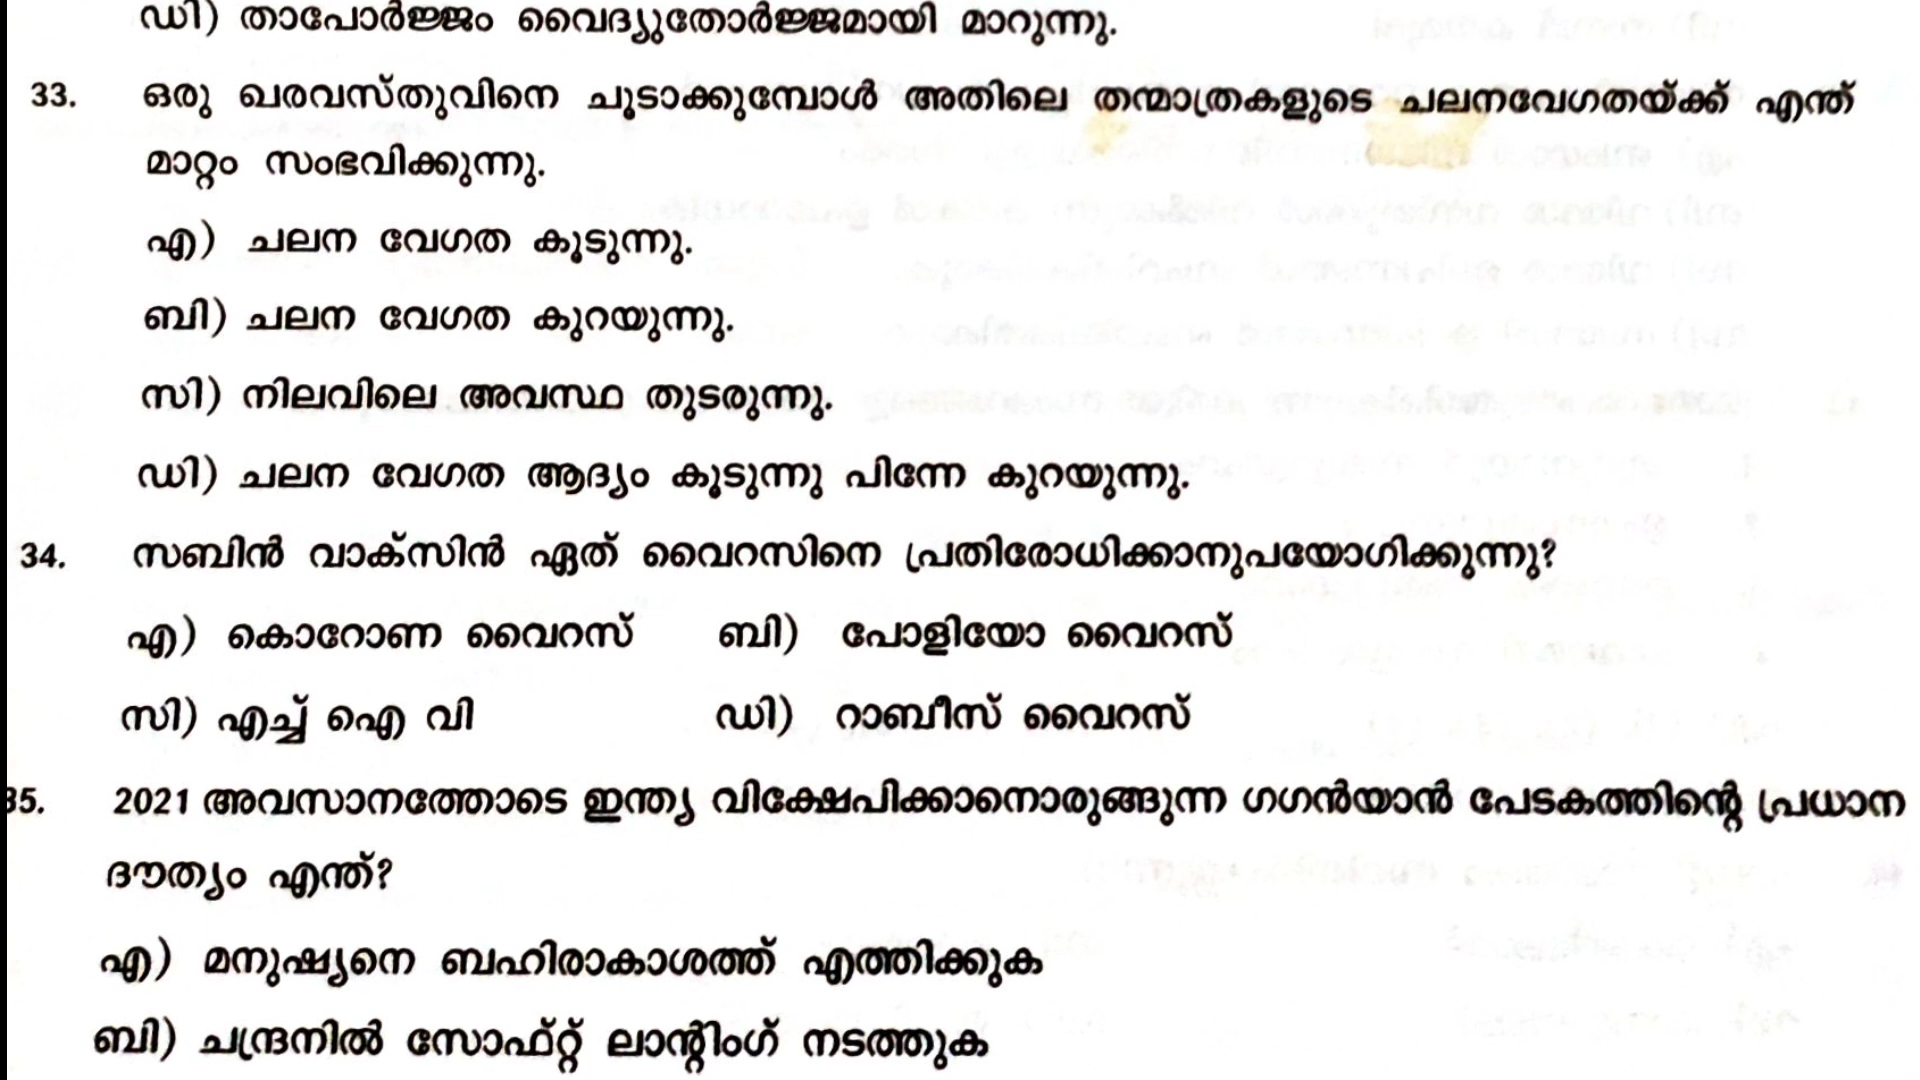 ഡി) താപോർജ്ജം വൈദ്യുതോർജ്ജമായി മാറുന്നു.
33. ഒരു ഖരവസ്തുവിനെ ചൂടാക്കുമ്പോൾ അതിലെ തന്മാത്രകളുടെ ചലനവേഗതയ്ക്ക് എന്ത്
മാറ്റം സംഭവിക്കുന്നു.
എ) ചലന വേഗത കൂടുന്നു.
ബി) ചലന വേഗത കുറയുന്നു.
സി) നിലവിലെ അവസ്ഥ തുടരുന്നു.
ഡി) ചലന വേഗത ആദ്യം കൂടുന്നു പിന്നേ കുറയുന്നു.
34. സബിൻ വാക്സിൻ ഏത് വൈറസിനെ പ്രതിരോധിക്കാനുപയോഗിക്കുന്നു?
എ) കൊറോണ വൈറസ് ബി) പോളിയോ വൈറസ്
സി) എച്ച് ഐ വി ഡി) റാബീസ് വൈറസ്
35. 2021 അവസാനത്തോടെ ഇന്ത്യ വിക്ഷേപിക്കാനൊരുങ്ങുന്ന ഗഗൻയാൻ പേടകത്തിന്റെ പ്രധാന
ദൗത്യം എന്ത്?
എ) മനുഷ്യനെ ബഹിരാകാശത്ത് എത്തിക്കുക
ബി) ചന്ദ്രനിൽ സോഫ്റ്റ് ലാന്റിംഗ് നടത്തുക